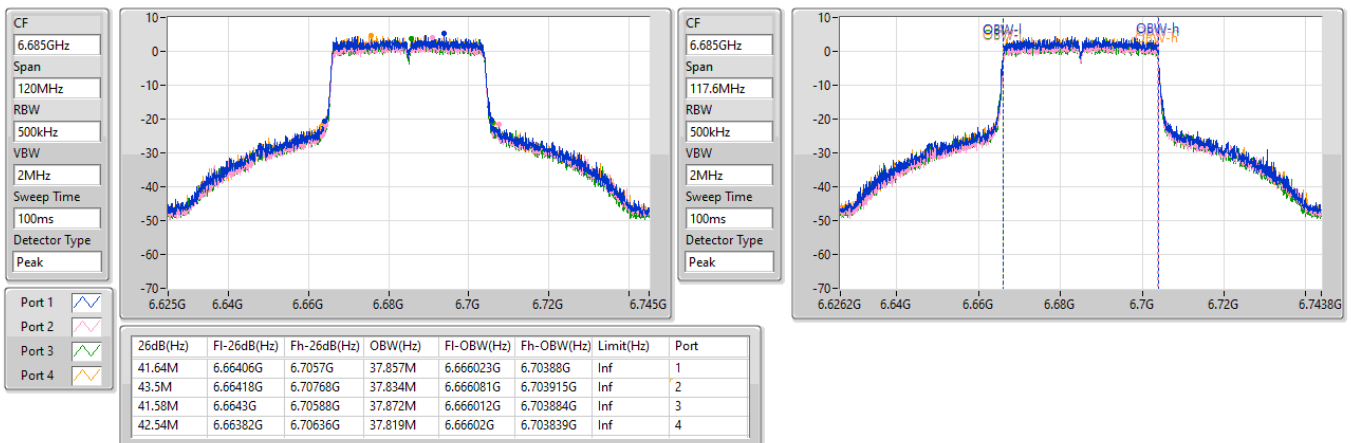 CF
6.685GHz
Span
120MHz
RBW
500kHz
VBW
2MHz
Sweep Time
100ms
Detector Type
Peak
10
0
-10
-20
-30
-40
-50
-60
-70
6.625G 6.64G 6.66G 6.68G 6.7G 6.72G 6.745G
CF
6.685GHz
Span
117.6MHz
RBW
500kHz
VBW
2MHz
Sweep Time
100ms
Detector Type
Peak
10
0
-10
-20
-30
-40
-50
-60
-70
OBW-l OBW-h
OBW-h
6.6262G 6.64G 6.66G 6.68G 6.7G 6.72G 6.7438G
Port 1
Port 2
Port 3
Port 4
26dB(Hz) Fl-26dB(Hz) Fh-26dB(Hz) OBW(Hz) Fl-OBW(Hz) Fh-OBW(Hz) Limit(Hz) Port
41.64M 6.66406G 6.7057G 37.857M 6.666023G 6.70388G Inf 1
43.5M 6.66418G 6.70768G 37.834M 6.666081G 6.703915G Inf 2
41.58M 6.6643G 6.70588G 37.872M 6.666012G 6.703884G Inf 3
42.54M 6.66382G 6.70636G 37.819M 6.66602G 6.703839G Inf 4